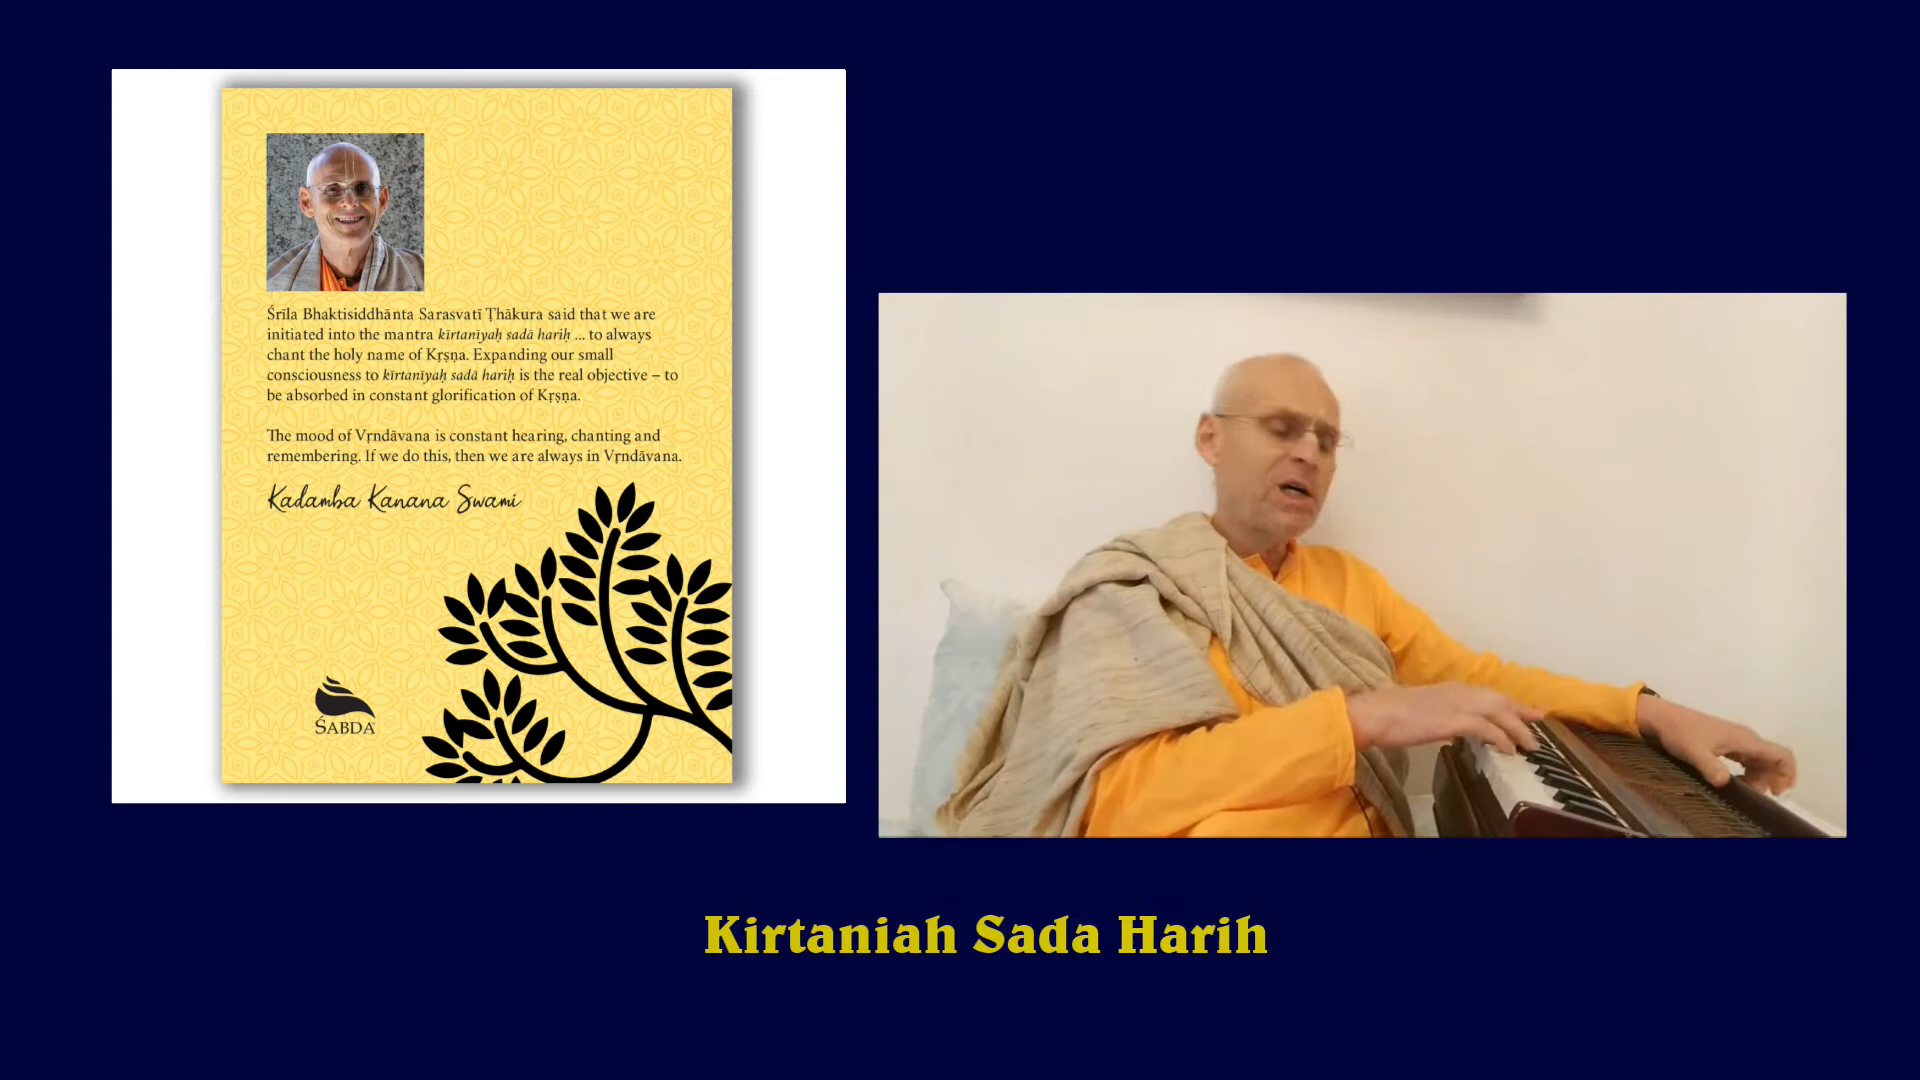 Śrīla Bhaktisiddhānta Sarasvatī Ṭhākura said that we are
initiated into the mantra kīrtanīyaḥ sadā hariḥ ... to always
chant the holy name of Kṛṣṇa. Expanding our small
consciousness to kīrtanīyaḥ sadā hariḥ is the real objective – to
be absorbed in constant glorification of Kṛṣṇa.
The mood of Vṛndāvana is constant hearing, chanting and
remembering. If we do this, then we are always in Vṛndāvana.
Kadamba Kanana Swami
ŚABDA
Kirtaniah Sada Harih